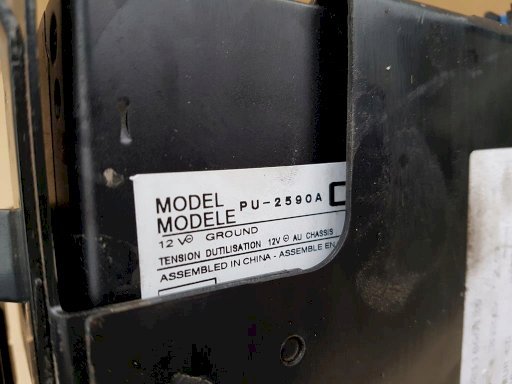 MODEL
MODELE PU-2590A
12 V⊖ GROUND
TENSION DUTILISATION 12V ⊖ AU CHASSIS
ASSEMBLED IN CHINA - ASSEMBLE EN